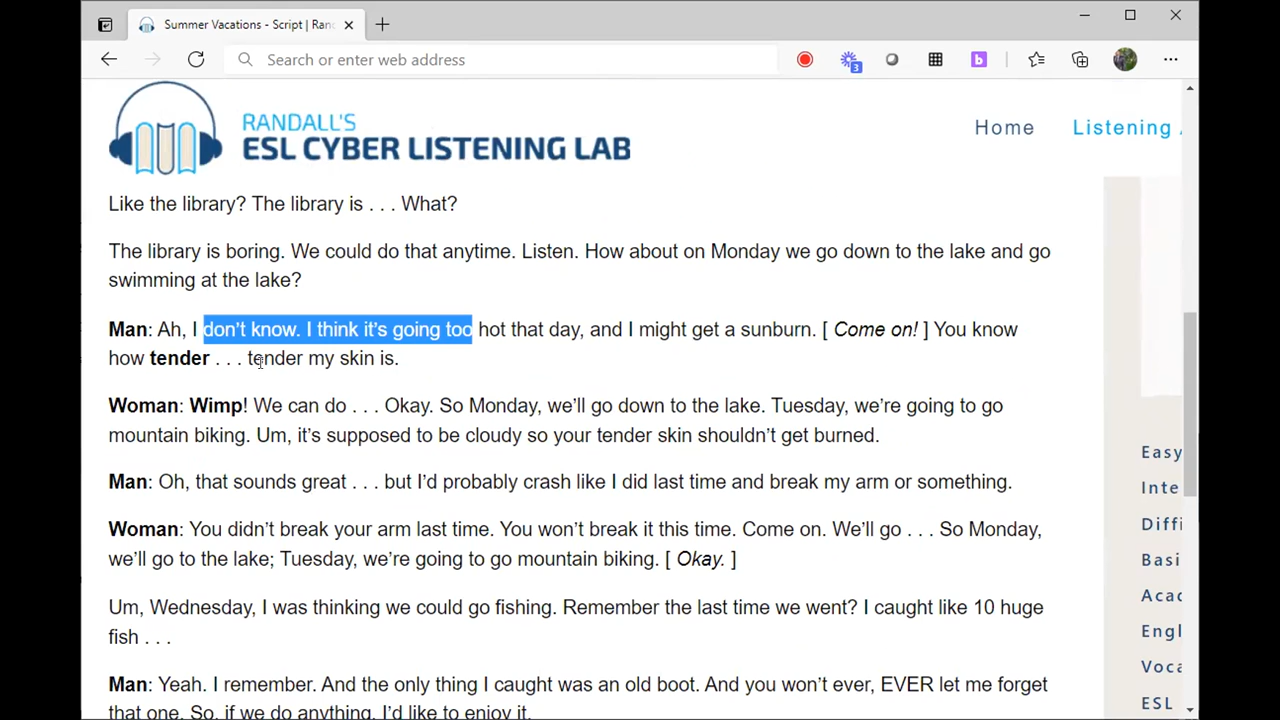 Summer Vacations - Script | Ran
Search or enter web address
3
b
RANDALL'S
ESL CYBER LISTENING LAB
Home
Listening
Like the library? The library is . . . What?
The library is boring. We could do that anytime. Listen. How about on Monday we go down to the lake and go
swimming at the lake?
Man: Ah, I don't know. I think it's going too hot that day, and I might get a sunburn. [ Come on! ] You know
how tender . . . tender my skin is.
Woman: Wimp! We can do . . . Okay. So Monday, we'll go down to the lake. Tuesday, we're going to go
mountain biking. Um, it's supposed to be cloudy so your tender skin shouldn't get burned.
Man: Oh, that sounds great . . . but I'd probably crash like I did last time and break my arm or something.
Woman: You didn't break your arm last time. You won't break it this time. Come on. We'll go . . . So Monday,
we'll go to the lake; Tuesday, we're going to go mountain biking. [ Okay. ]
Um, Wednesday, I was thinking we could go fishing. Remember the last time we went? I caught like 10 huge
fish . . .
Man: Yeah. I remember. And the only thing I caught was an old boot. And you won't ever, EVER let me forget
that one. So, if we do anything, I'd like to enjoy it.
Easy
Inte
Diffi
Basi
Acad
Engl
Voca
ESL